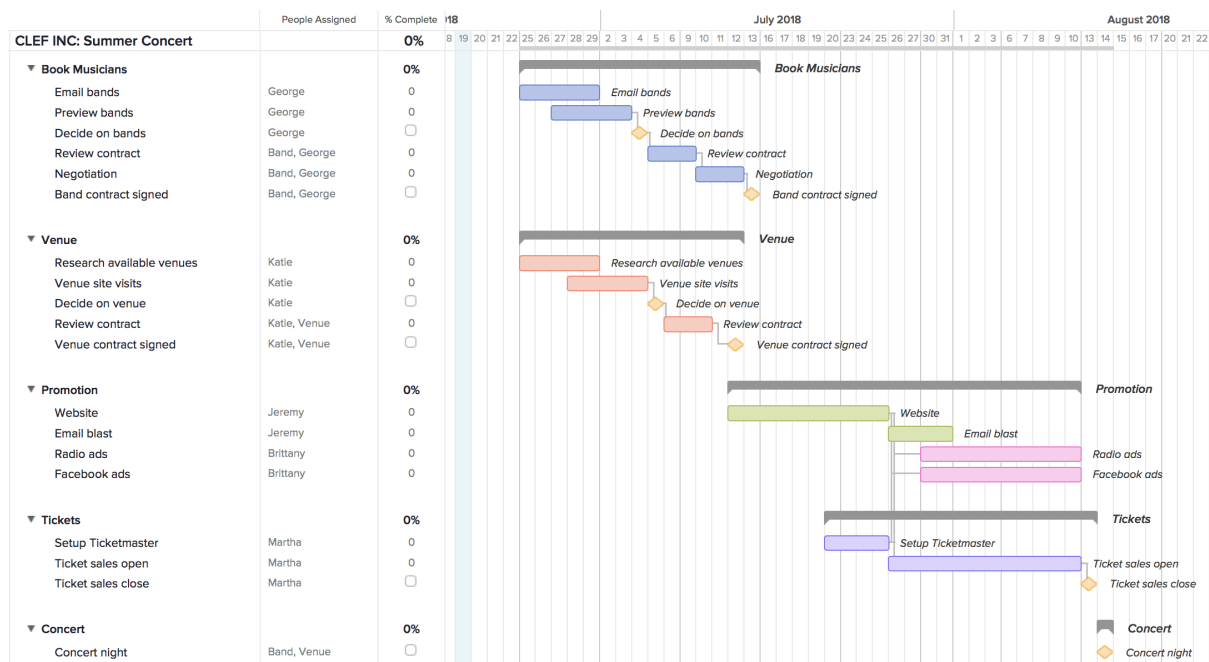 People Assigned % Complete 18 July 2018 August 2018
CLEF INC: Summer Concert 0% 8 19 20 21 22 25 26 27 28 29 2 3 4 5 6 9 10 11 12 13 16 17 18 19 20 23 24 25 26 27 30 31 1 2 3 6 7 8 9 10 13 14 15 16 17 20 21 22
Book Musicians 0% Book Musicians
Email bands George 0 Email bands
Preview bands George 0 Preview bands
Decide on bands George Decide on bands
Review contract Band, George 0 Review contract
Negotiation Band, George 0 Negotiation
Band contract signed Band, George Band contract signed
Venue 0% Venue
Research available venues Katie 0 Research available venues
Venue site visits Katie 0 Venue site visits
Decide on venue Katie Decide on venue
Review contract Katie, Venue 0 Review contract
Venue contract signed Katie, Venue Venue contract signed
Promotion 0% Promotion
Website Jeremy 0 Website
Email blast Jeremy 0 Email blast
Radio ads Brittany 0 Radio ads
Facebook ads Brittany 0 Facebook ads
Tickets 0% Tickets
Setup Ticketmaster Martha 0 Setup Ticketmaster
Ticket sales open Martha 0 Ticket sales open
Ticket sales close Martha Ticket sales close
Concert 0% Concert
Concert night Band, Venue Concert night